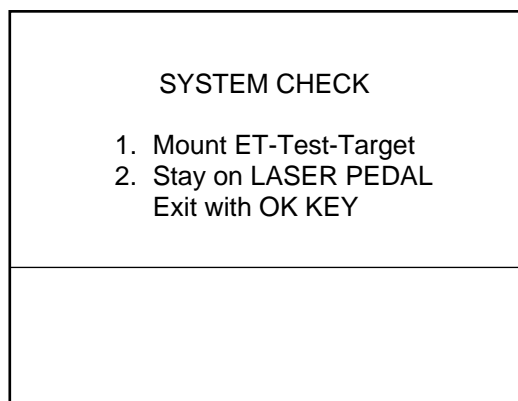 SYSTEM CHECK
1. Mount ET-Test-Target
2. Stay on LASER PEDAL
Exit with OK KEY